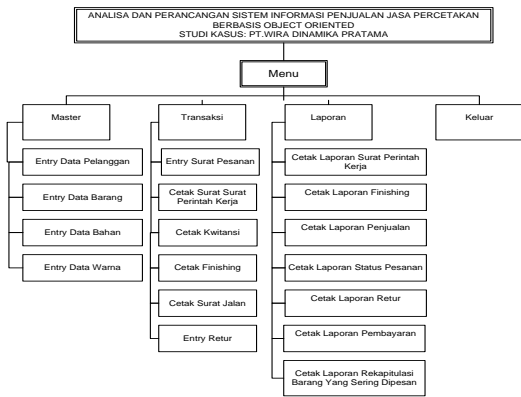 ANALISA DAN PERANCANGAN SISTEM INFORMASI PENJUALAN JASA PERCETAKAN
BERBASIS OBJECT ORIENTED
STUDI KASUS: PT.WIRA DINAMIKA PRATAMA
Menu
Master
Transaksi
Laporan
Keluar
Entry Data Pelanggan
Entry Data Barang
Entry Data Bahan
Entry Data Warna
Entry Surat Pesanan
Cetak Surat Surat
Perintah Kerja
Cetak Kwitansi
Cetak Finishing
Cetak Surat Jalan
Entry Retur
Cetak Laporan Surat Perintah
Kerja
Cetak Laporan Finishing
Cetak Laporan Penjualan
Cetak Laporan Status Pesanan
Cetak Laporan Retur
Cetak Laporan Pembayaran
Cetak Laporan Rekapitulasi
Barang Yang Sering Dipesan